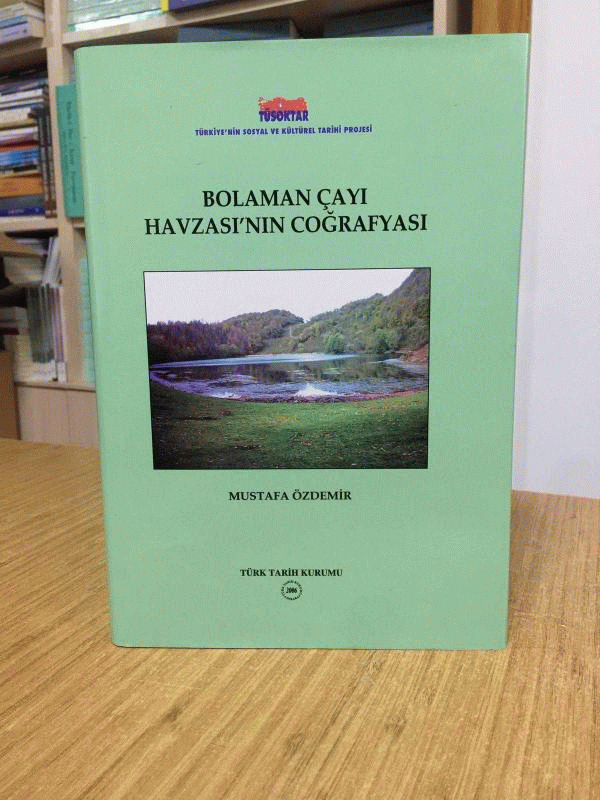 TÜSOKTAR
TÜRKİYE'NİN SOSYAL VE KÜLTÜREL TARİHİ PROJESİ
BOLAMAN ÇAYI
HAVZASI'NIN COĞRAFYASI
MUSTAFA ÖZDEMİR
TÜRK TARİH KURUMU
2006